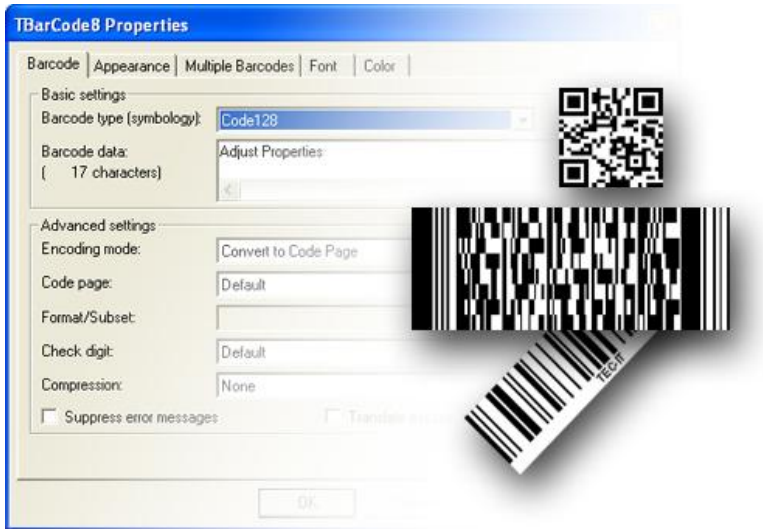 TBarCode8 Properties
Barcode Appearance Multiple Barcodes Font Color
Basic settings
Barcode type (symbology): Code128
Barcode data: Adjust Properties
( 17 characters)
Advanced settings
Encoding mode: Convert to Code Page
Code page: Default
Format/Subset:
Check digit: Default
Compression: None
Suppress error messages Translate
TEC-IT
OK